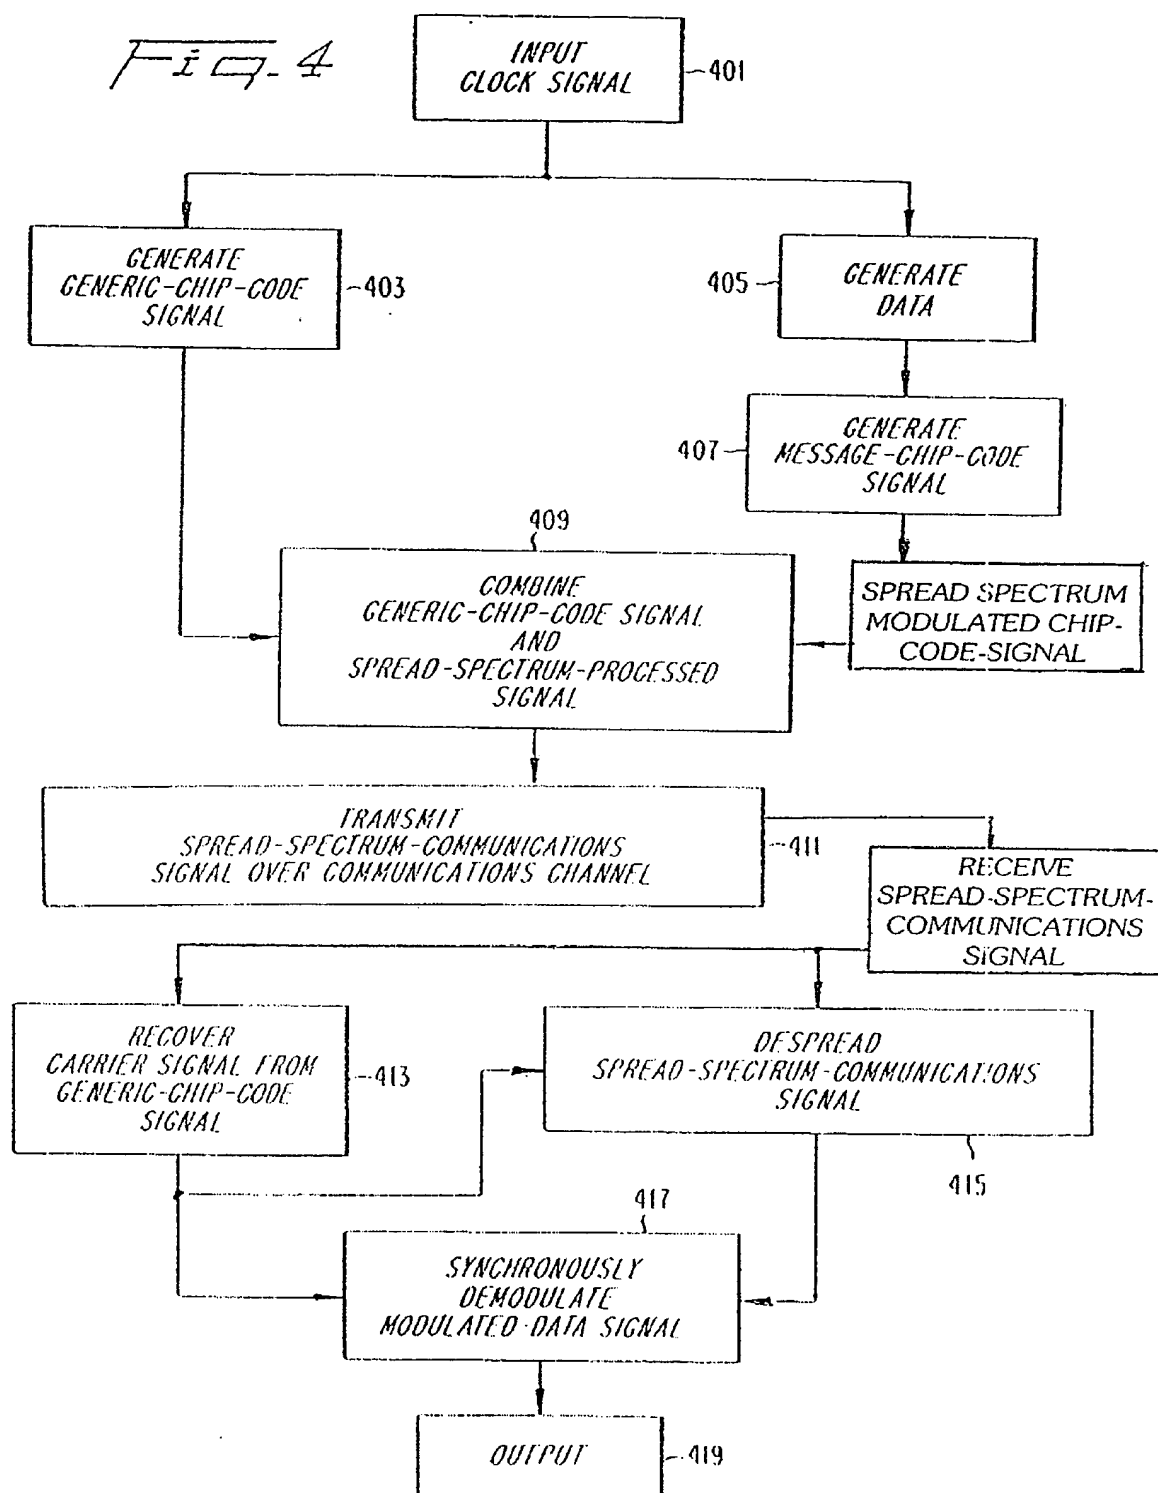 Fig. 4
INPUT
CLOCK SIGNAL
401
GENERATE
GENERIC-CHIP-CODE
SIGNAL
403
405
GENERATE
DATA
407
GENERATE
MESSAGE-CHIP-CODE
SIGNAL
409
COMBINE
GENERIC-CHIP-CODE SIGNAL
AND
SPREAD-SPECTRUM-PROCESSED
SIGNAL
SPREAD SPECTRUM
MODULATED CHIP-
CODE-SIGNAL
TRANSMIT
SPREAD-SPECTRUM-COMMUNICATIONS
SIGNAL OVER COMMUNICATIONS CHANNEL
411
RECEIVE
SPREAD-SPECTRUM-
COMMUNICATIONS
SIGNAL
RECOVER
CARRIER SIGNAL FROM
GENERIC-CHIP-CODE
SIGNAL
413
DESPREAD
SPREAD-SPECTRUM-COMMUNICATIONS
SIGNAL
415
417
SYNCHRONOUSLY
DEMODULATE
MODULATED-DATA SIGNAL
OUTPUT
419